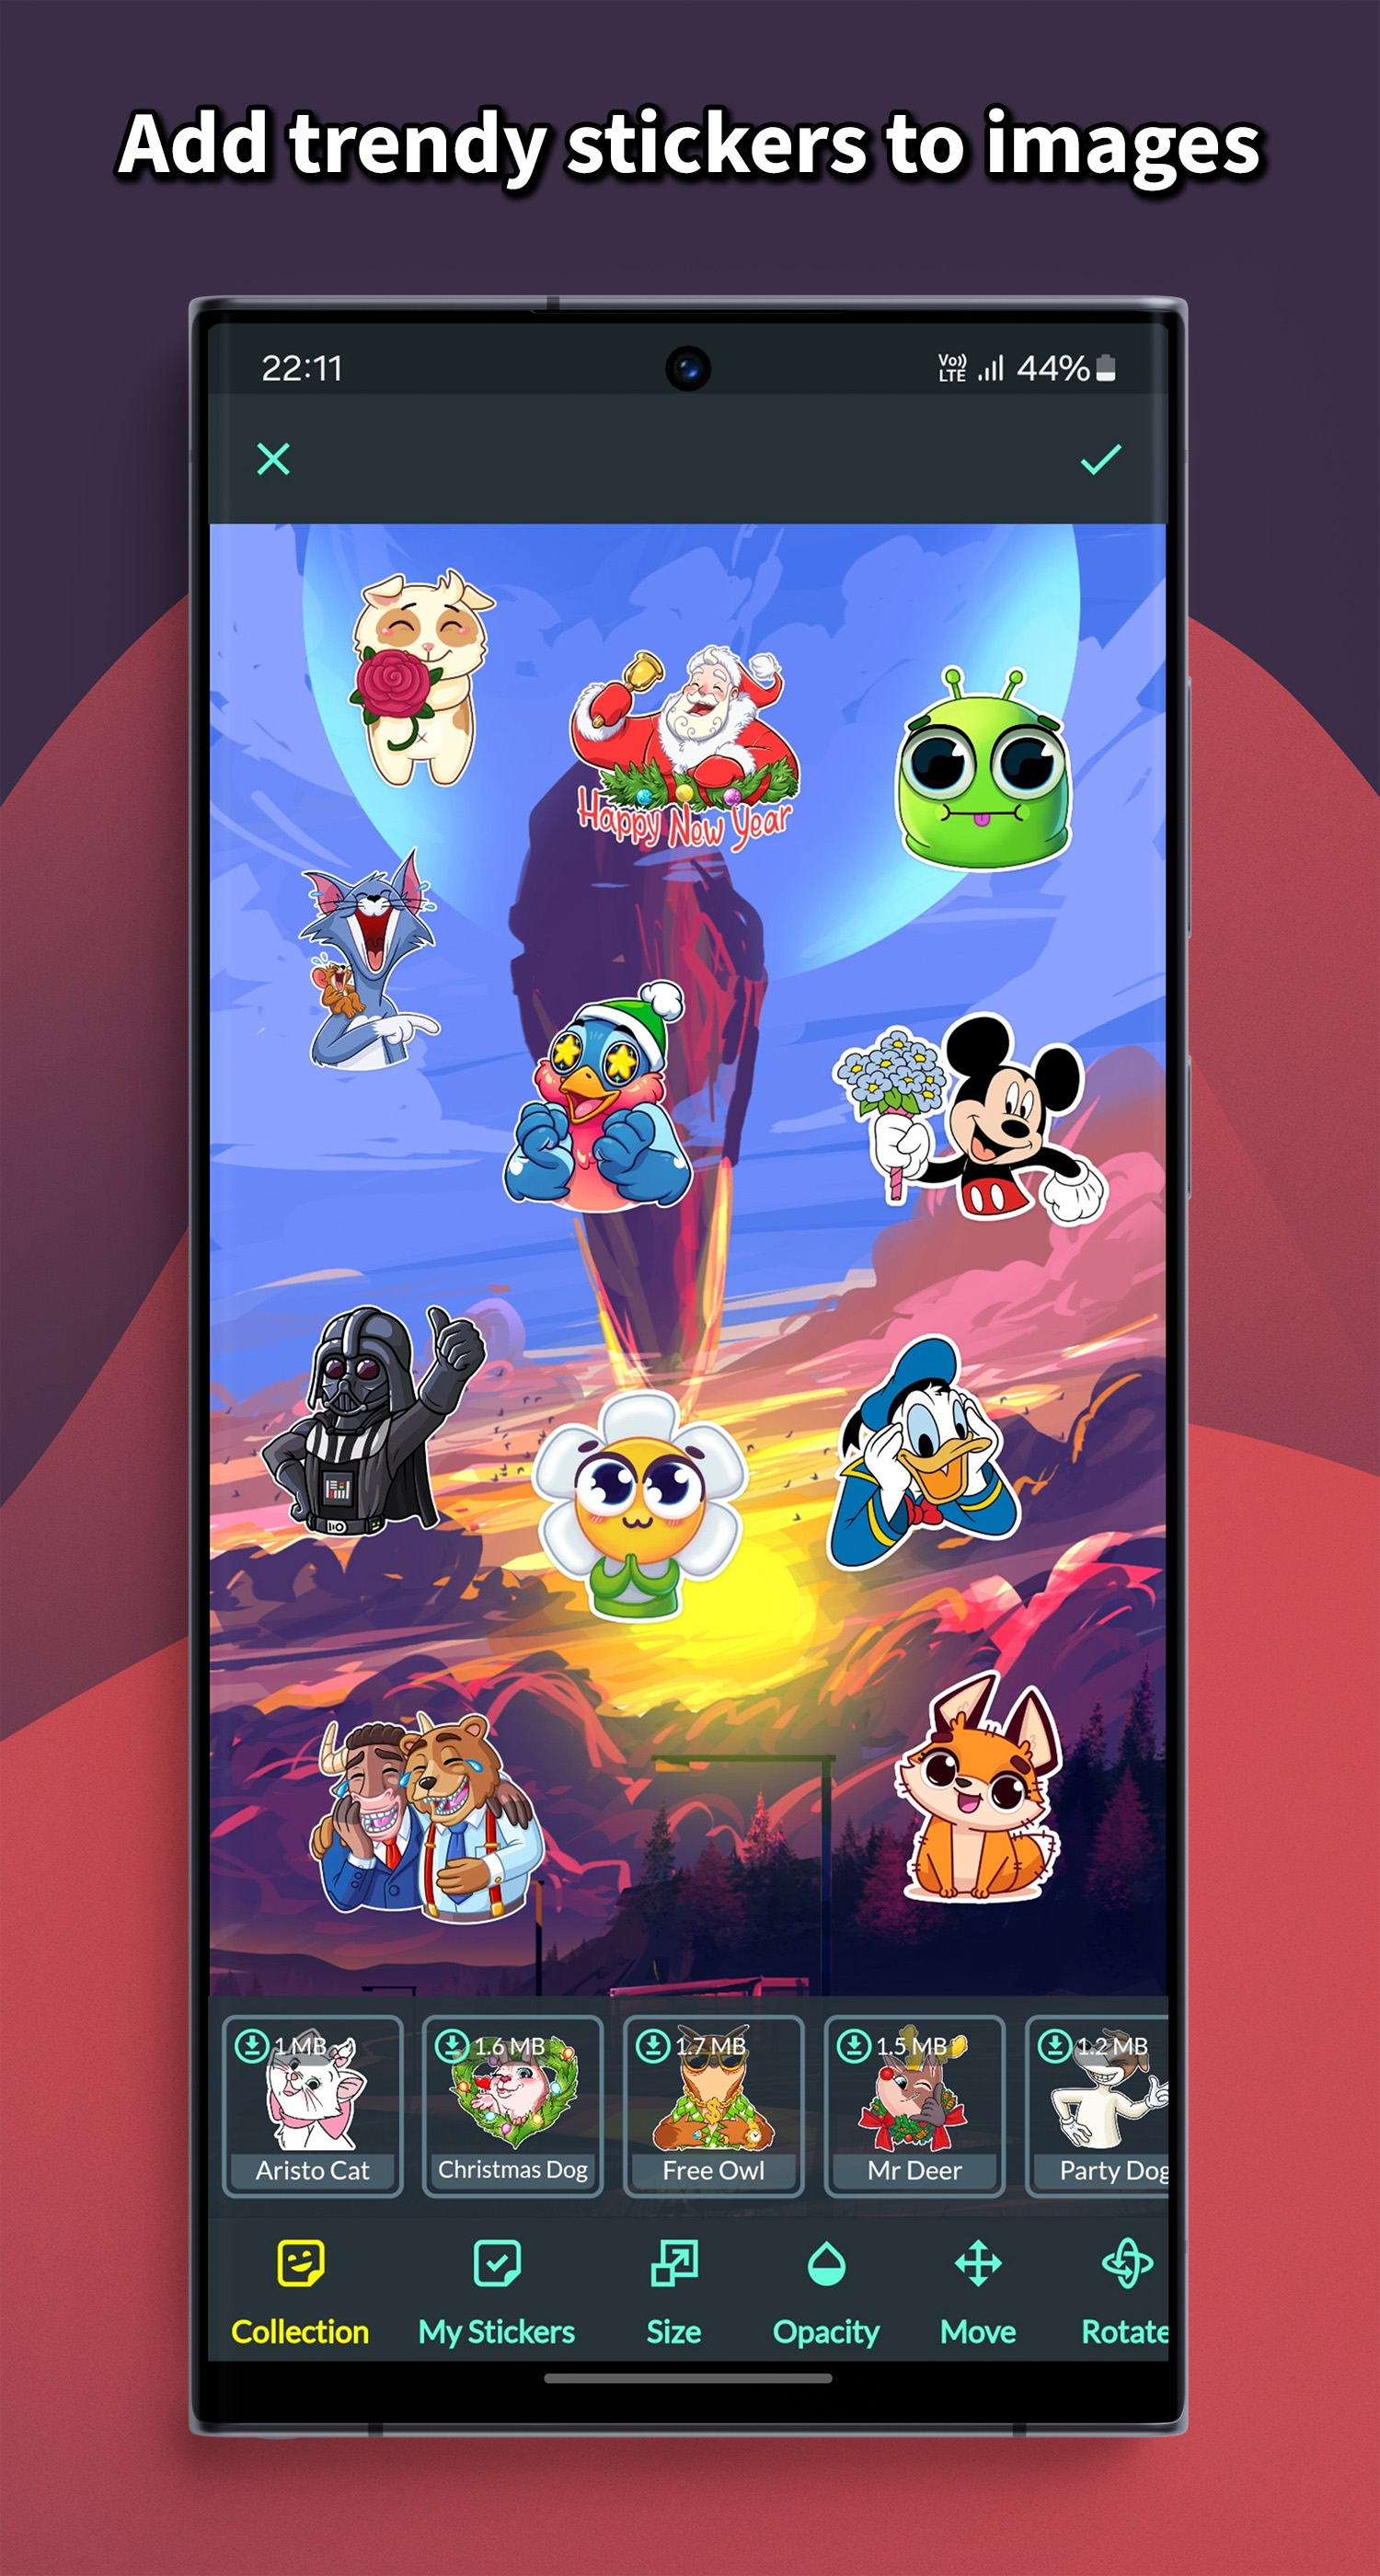 Add trendy stickers to images
22:11
Vo)) LTE 44%
Happy New Year
1 MB 1.6 MB 1.7 MB 1.5 MB 1.2 MB
Aristo Cat Christmas Dog Free Owl Mr Deer Party Dog
Collection My Stickers Size Opacity Move Rotate